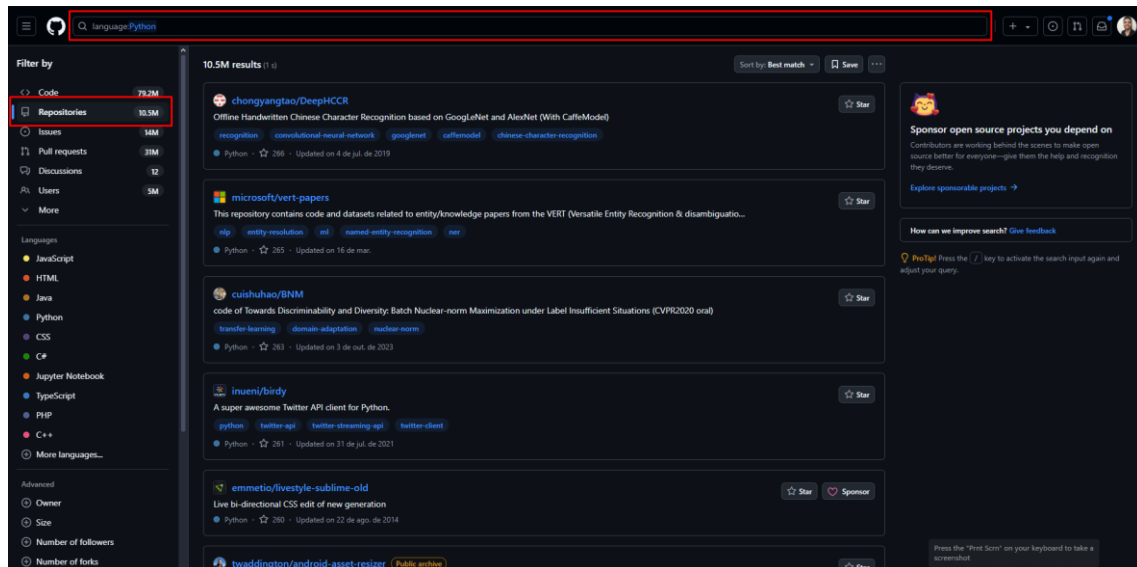 language:Python
Filter by
Code 79.2M
Repositories 10.5M
Issues 14M
Pull requests 31M
Discussions 12
Users 5M
More
Languages
JavaScript
HTML
Java
Python
CSS
C#
Jupyter Notebook
TypeScript
PHP
C++
More languages...
Advanced
Owner
Size
Number of followers
Number of forks
10.5M results (1 s)
Sort by: Best match
Save
chongyangtao/DeepHCCR
Star
Offline Handwritten Chinese Character Recognition based on GoogLeNet and AlexNet (With CaffeModel)
recognition convolutional-neural-network googlenet caffemodel chinese-character-recognition
Python · 266 · Updated on 4 de jul. de 2019
microsoft/vert-papers
Star
This repository contains code and datasets related to entity/knowledge papers from the VERT (Versatile Entity Recognition & disambiguatio...
nlp entity-resolution ml named-entity-recognition ner
Python · 265 · Updated on 16 de mar.
cuishuhao/BNM
Star
code of Towards Discriminability and Diversity: Batch Nuclear-norm Maximization under Label Insufficient Situations (CVPR2020 oral)
transfer-learning domain-adaptation nuclear-norm
Python · 263 · Updated on 3 de out. de 2023
inueni/birdy
Star
A super awesome Twitter API client for Python.
python twitter-api twitter-streaming-api twitter-client
Python · 261 · Updated on 31 de jul. de 2021
emmetio/livestyle-sublime-old
Star Sponsor
Live bi-directional CSS edit of new generation
Python · 260 · Updated on 22 de ago. de 2014
twaddington/android-asset-resizer Public archive
Star
Sponsor open source projects you depend on
Contributors are working behind the scenes to make open
source better for everyone—give them the help and recognition
they deserve.
Explore sponsorable projects →
How can we improve search? Give feedback
ProTip! Press the / key to activate the search input again and
adjust your query.
Press the "Prnt Scrn" on your keyboard to take a
screenshot